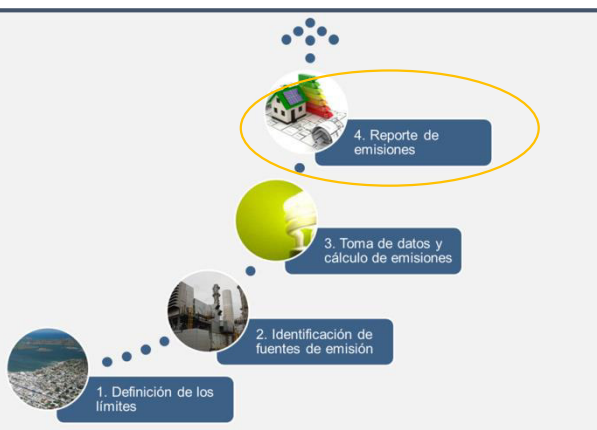 4. Reporte de
emisiones
3. Toma de datos y
cálculo de emisiones
2. Identificación de
fuentes de emisión
1. Definición de los
límites